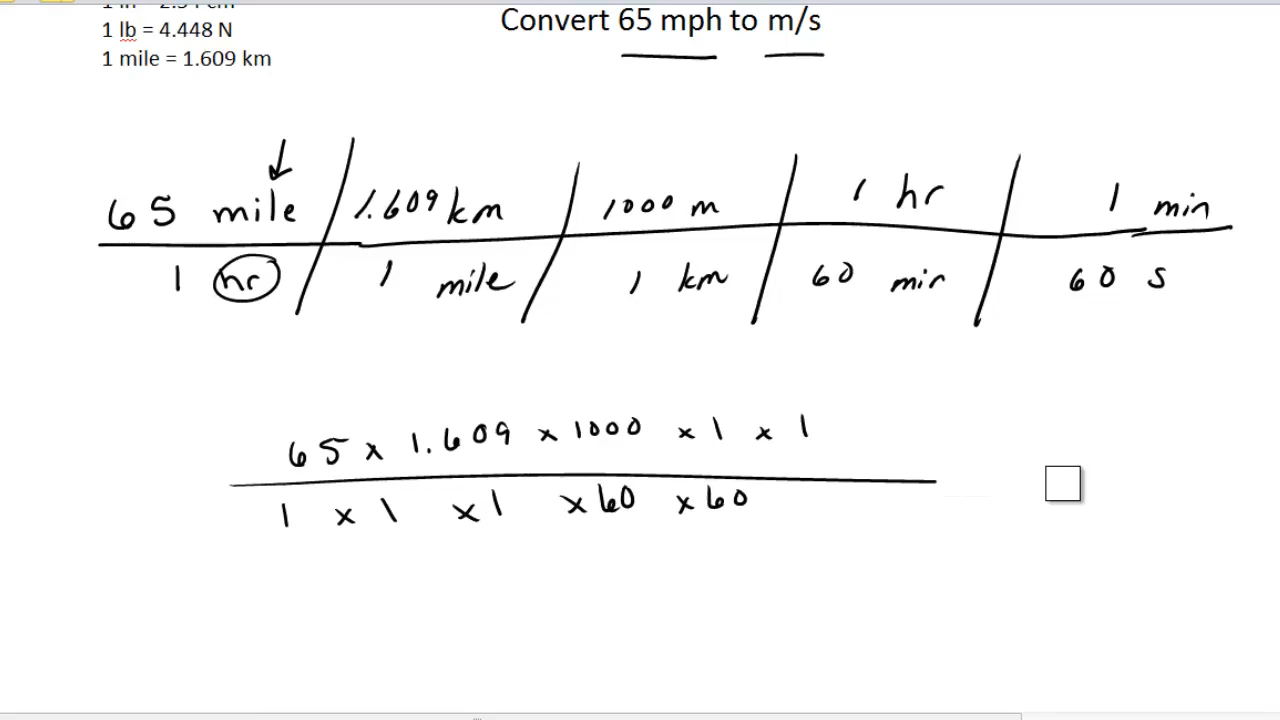 1 lb = 4.448 N
1 mile = 1.609 km
Convert 65 mph to m/s
65 mile / 1.609 km / 1000 m / 1 hr / 1 min
1 hr / 1 mile / 1 km / 60 min / 60 s
65 x 1.609 x 1000 x 1 x 1
1 x 1 x 1 x 60 x 60